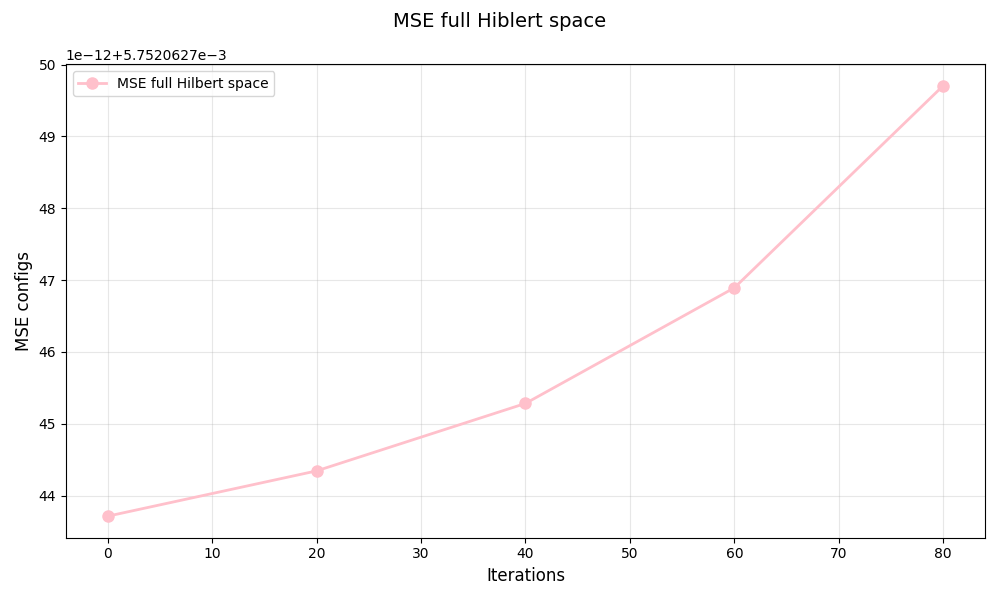 MSE full Hiblert space
1e−12+5.7520627e−3
50
49
48
47
46
45
44
MSE configs
MSE full Hilbert space
0 10 20 30 40 50 60 70 80
Iterations